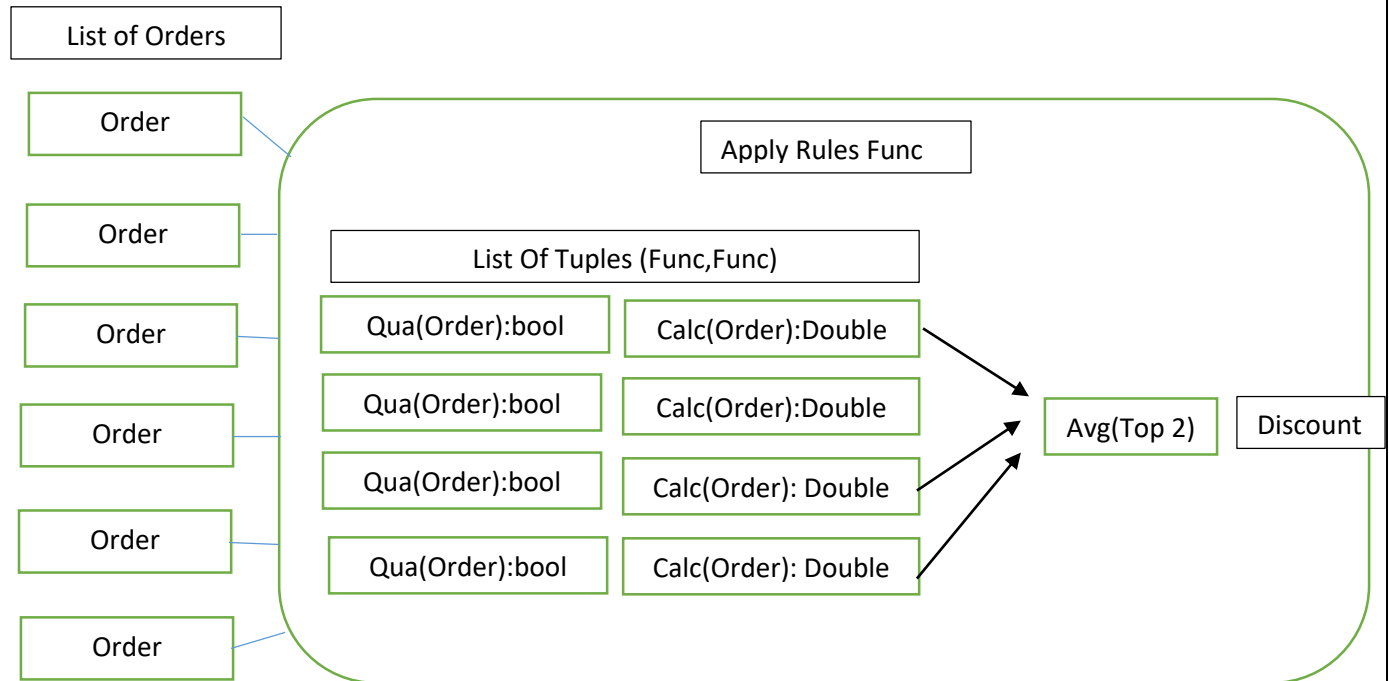 List of Orders
Order
Apply Rules Func
Order
List Of Tuples (Func,Func)
Order
Qua(Order):bool
Calc(Order):Double
Order
Qua(Order):bool
Calc(Order):Double
Avg(Top 2)
Discount
Qua(Order):bool
Calc(Order): Double
Order
Qua(Order):bool
Calc(Order): Double
Order